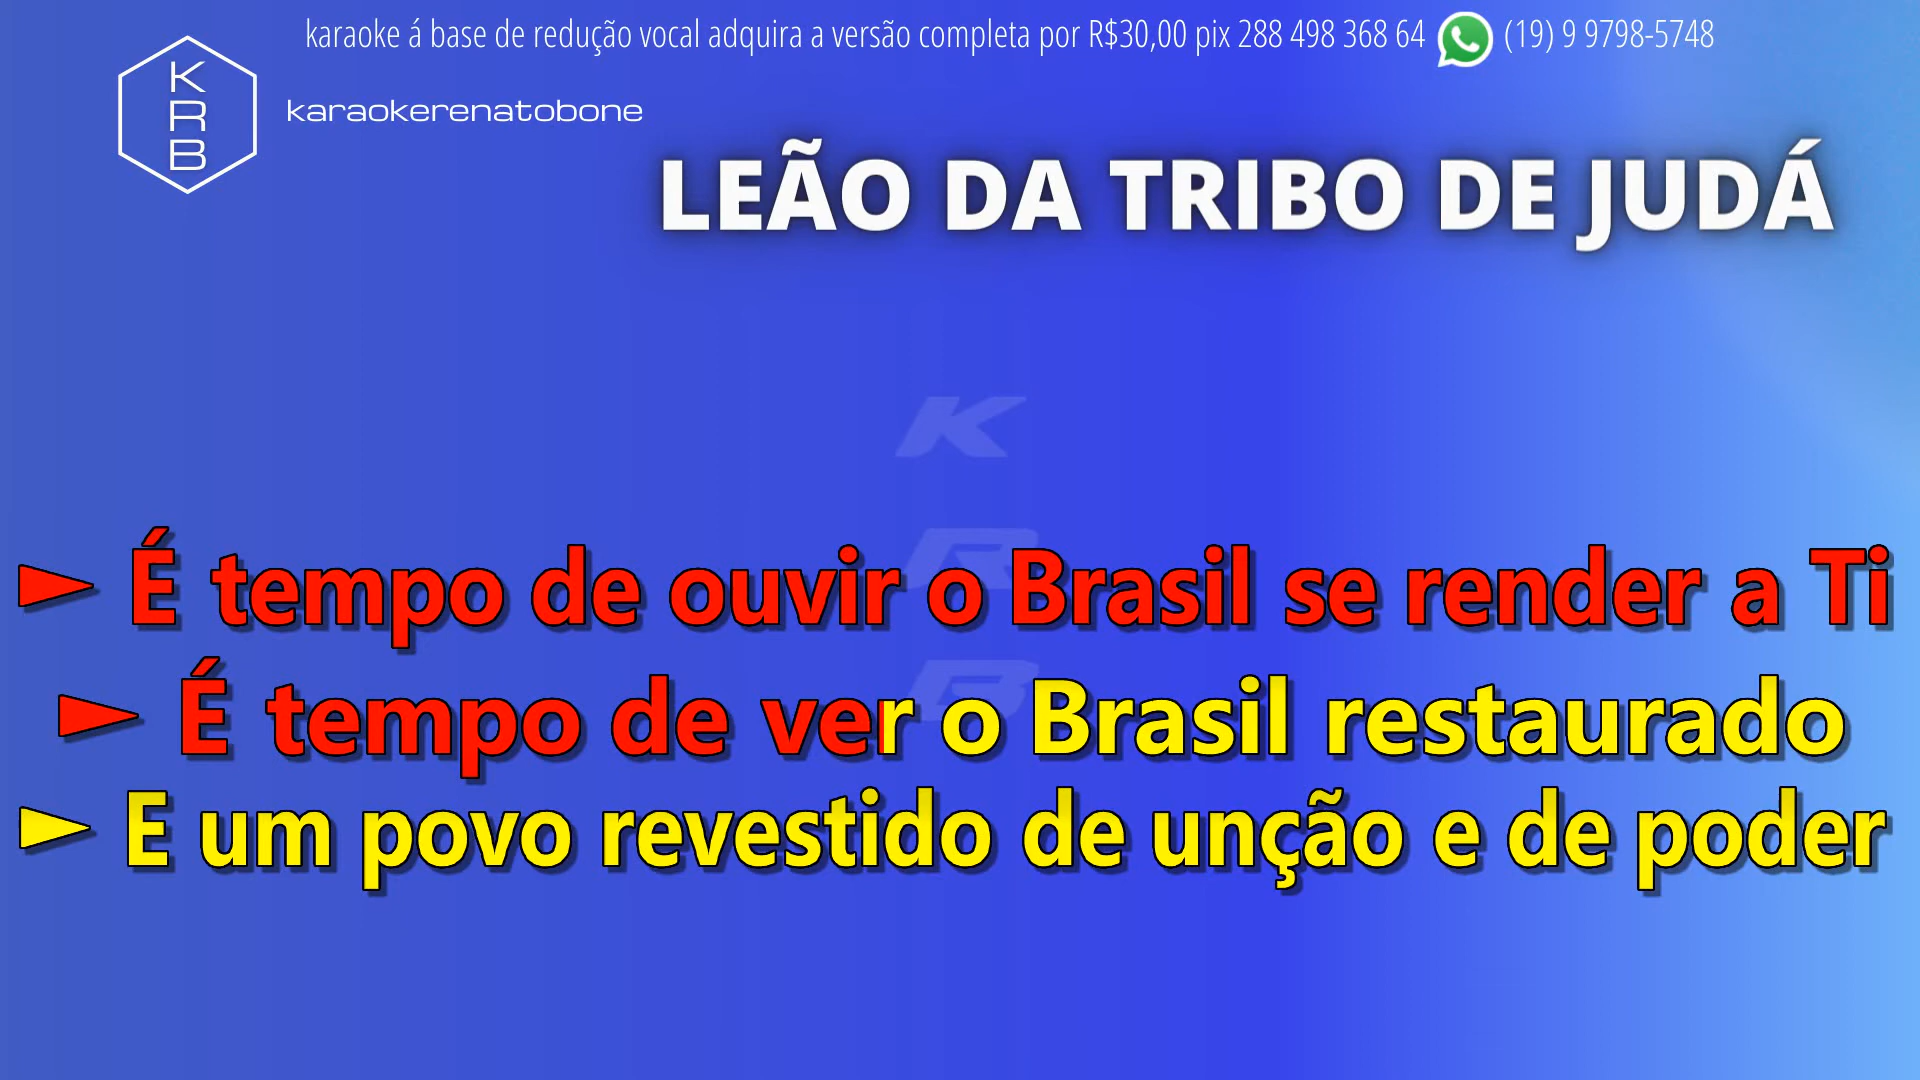 karaoke á base de redução vocal adquira a versão completa por R$30,00 pix 288 498 368 64 (19) 9 9798-5748
K
R
B
karaokerenatobone
LEÃO DA TRIBO DE JUDÁ
K
R
B
► É tempo de ouvir o Brasil se render a Ti
► É tempo de ver o Brasil restaurado
► E um povo revestido de unção e de poder